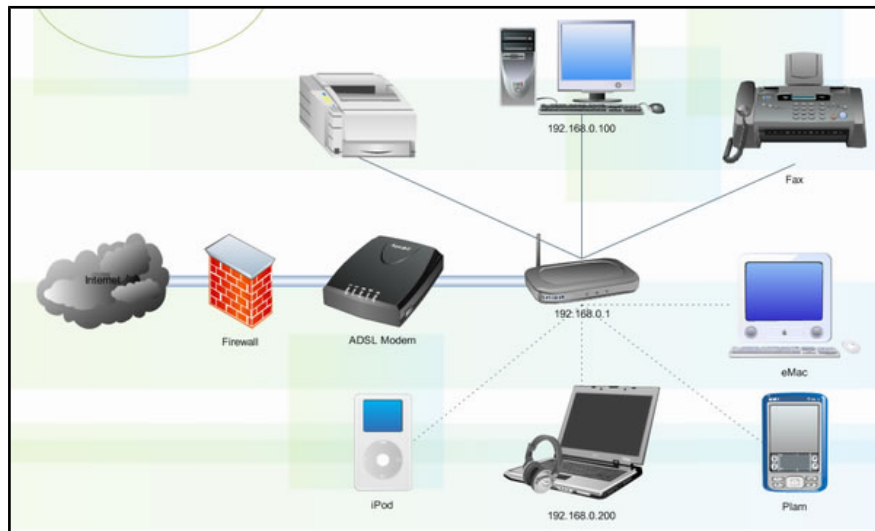 192.168.0.100
Fax
Internet
Firewall
ADSL Modem
192.168.0.1
eMac
iPod
192.168.0.200
Plam